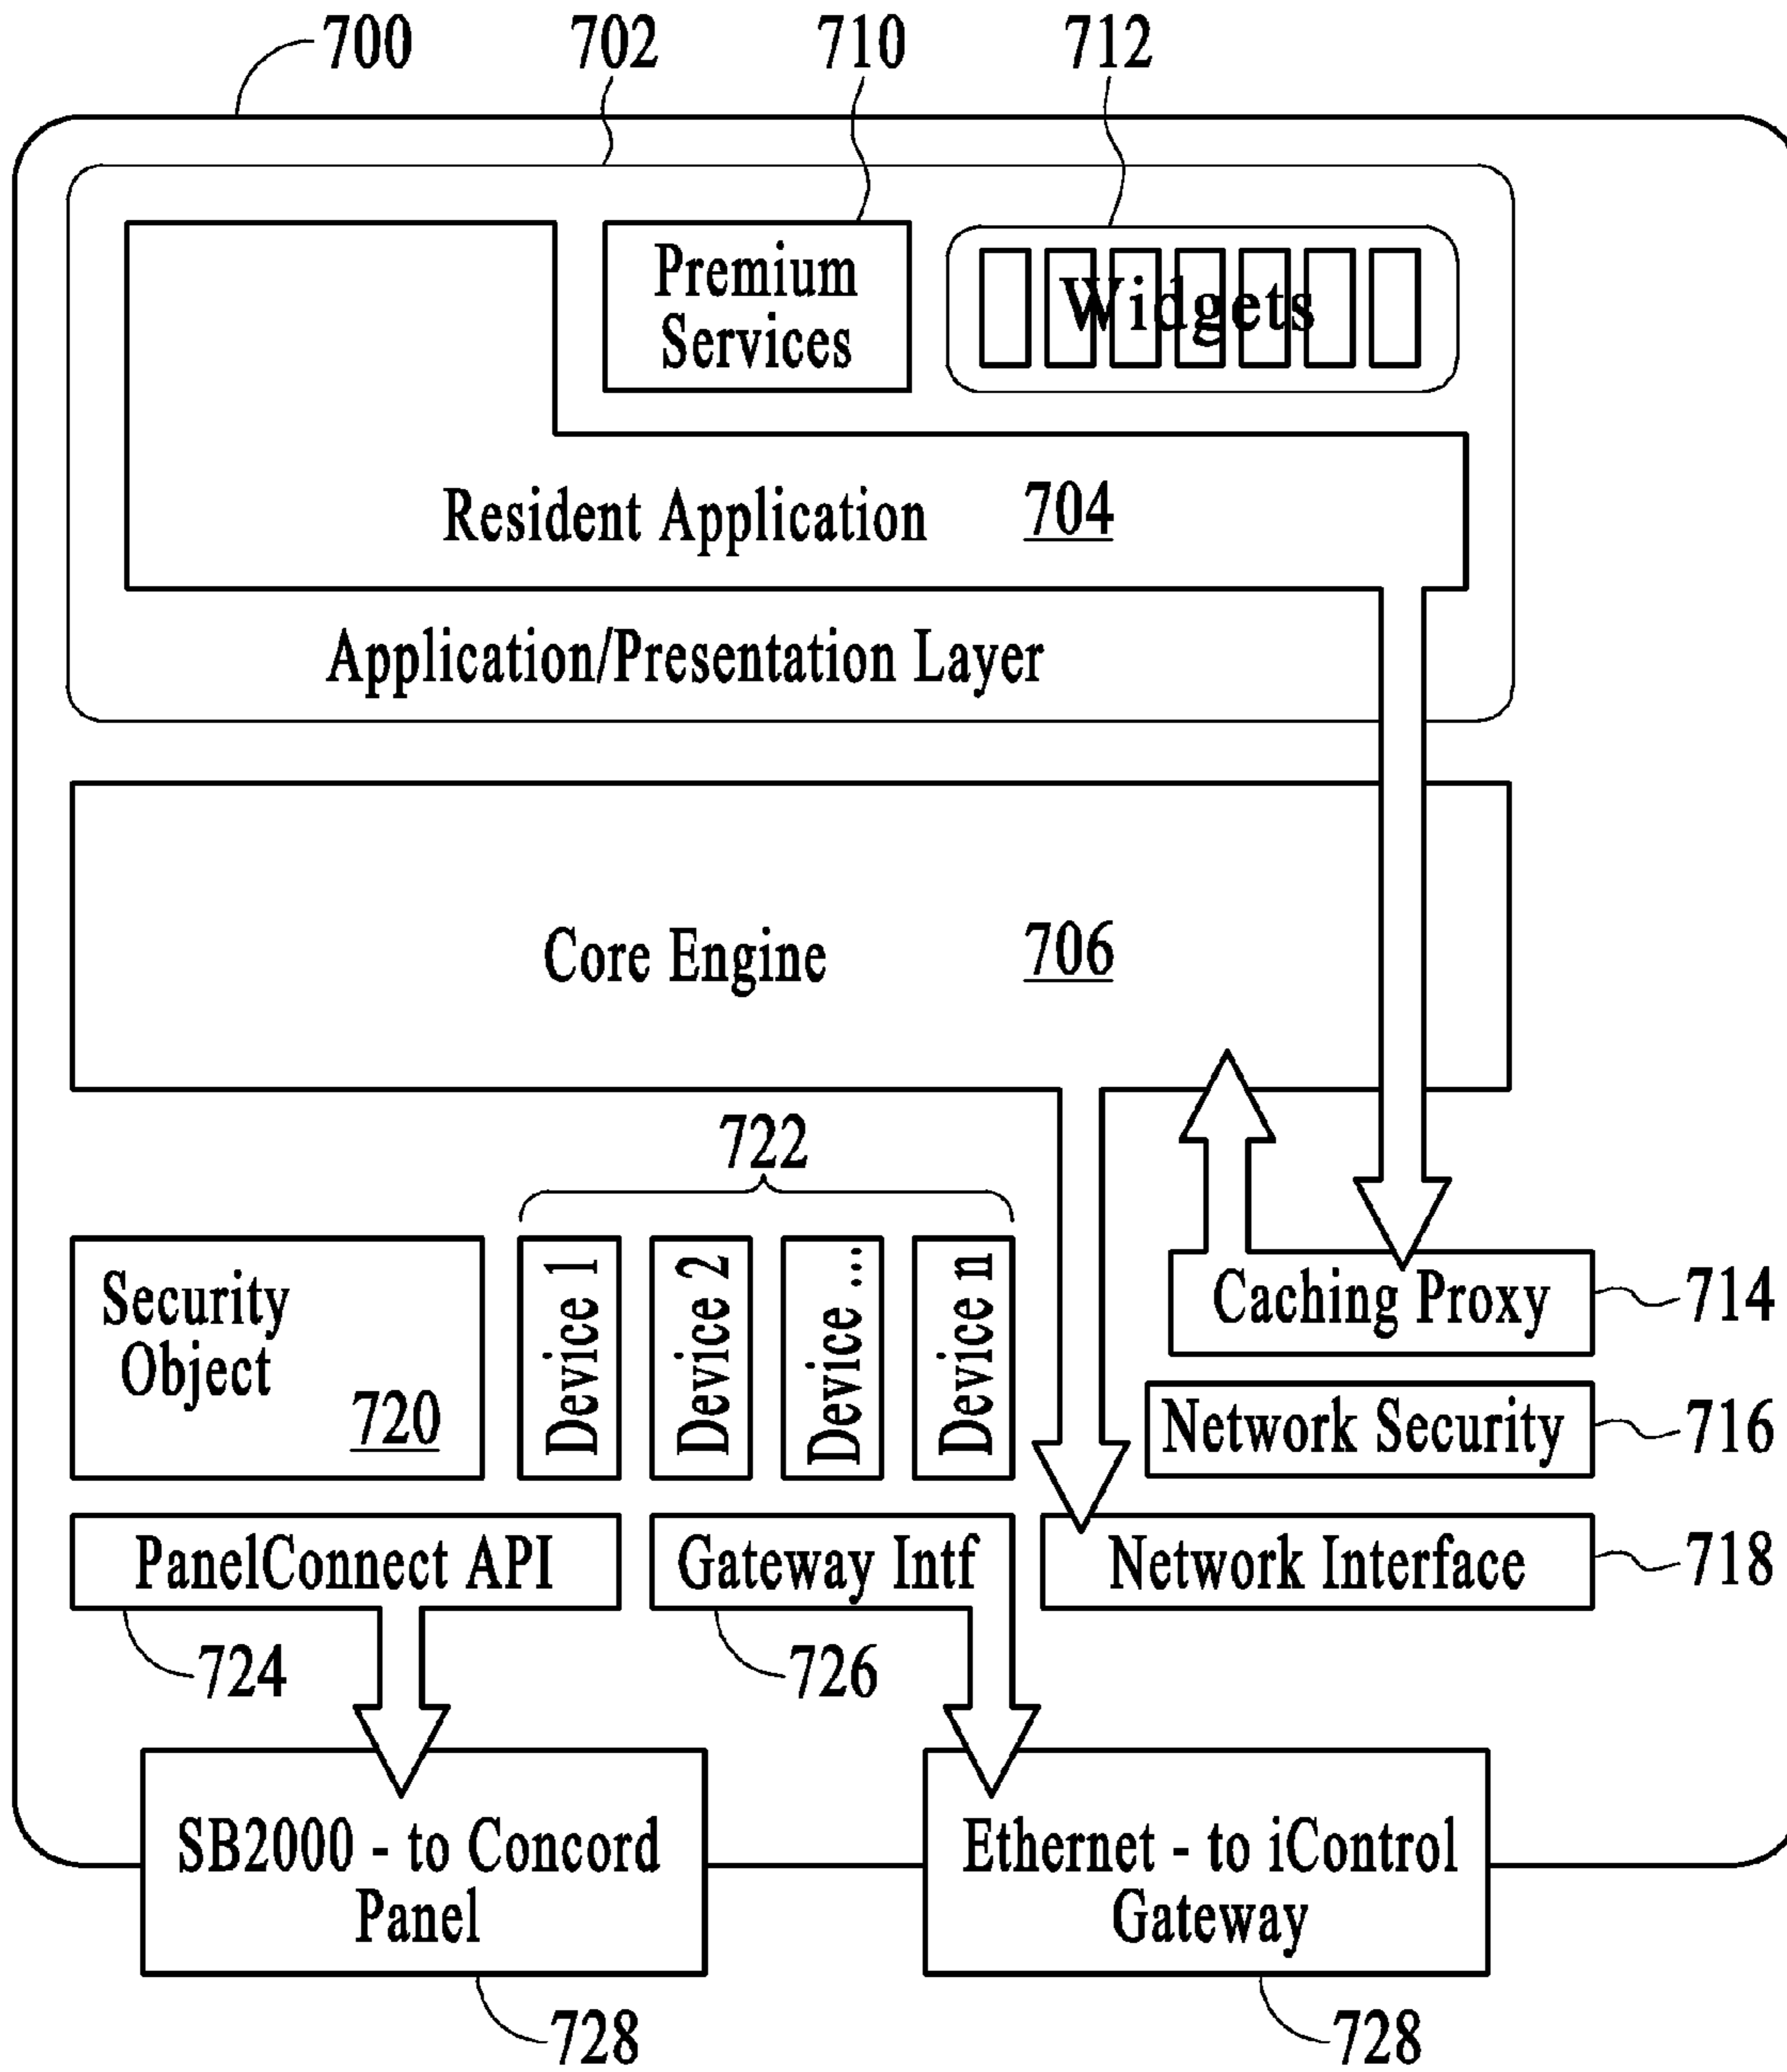 700
702
710
712
Premium
Services
Widgets
Resident Application 704
Application/Presentation Layer
Core Engine 706
722
Security
Object
720
Device 1
Device 2
Device ...
Device n
Caching Proxy
714
Network Security
716
PanelConnect API
Gateway Intf
Network Interface
718
724
726
SB2000 - to Concord
Panel
Ethernet - to iControl
Gateway
728
728